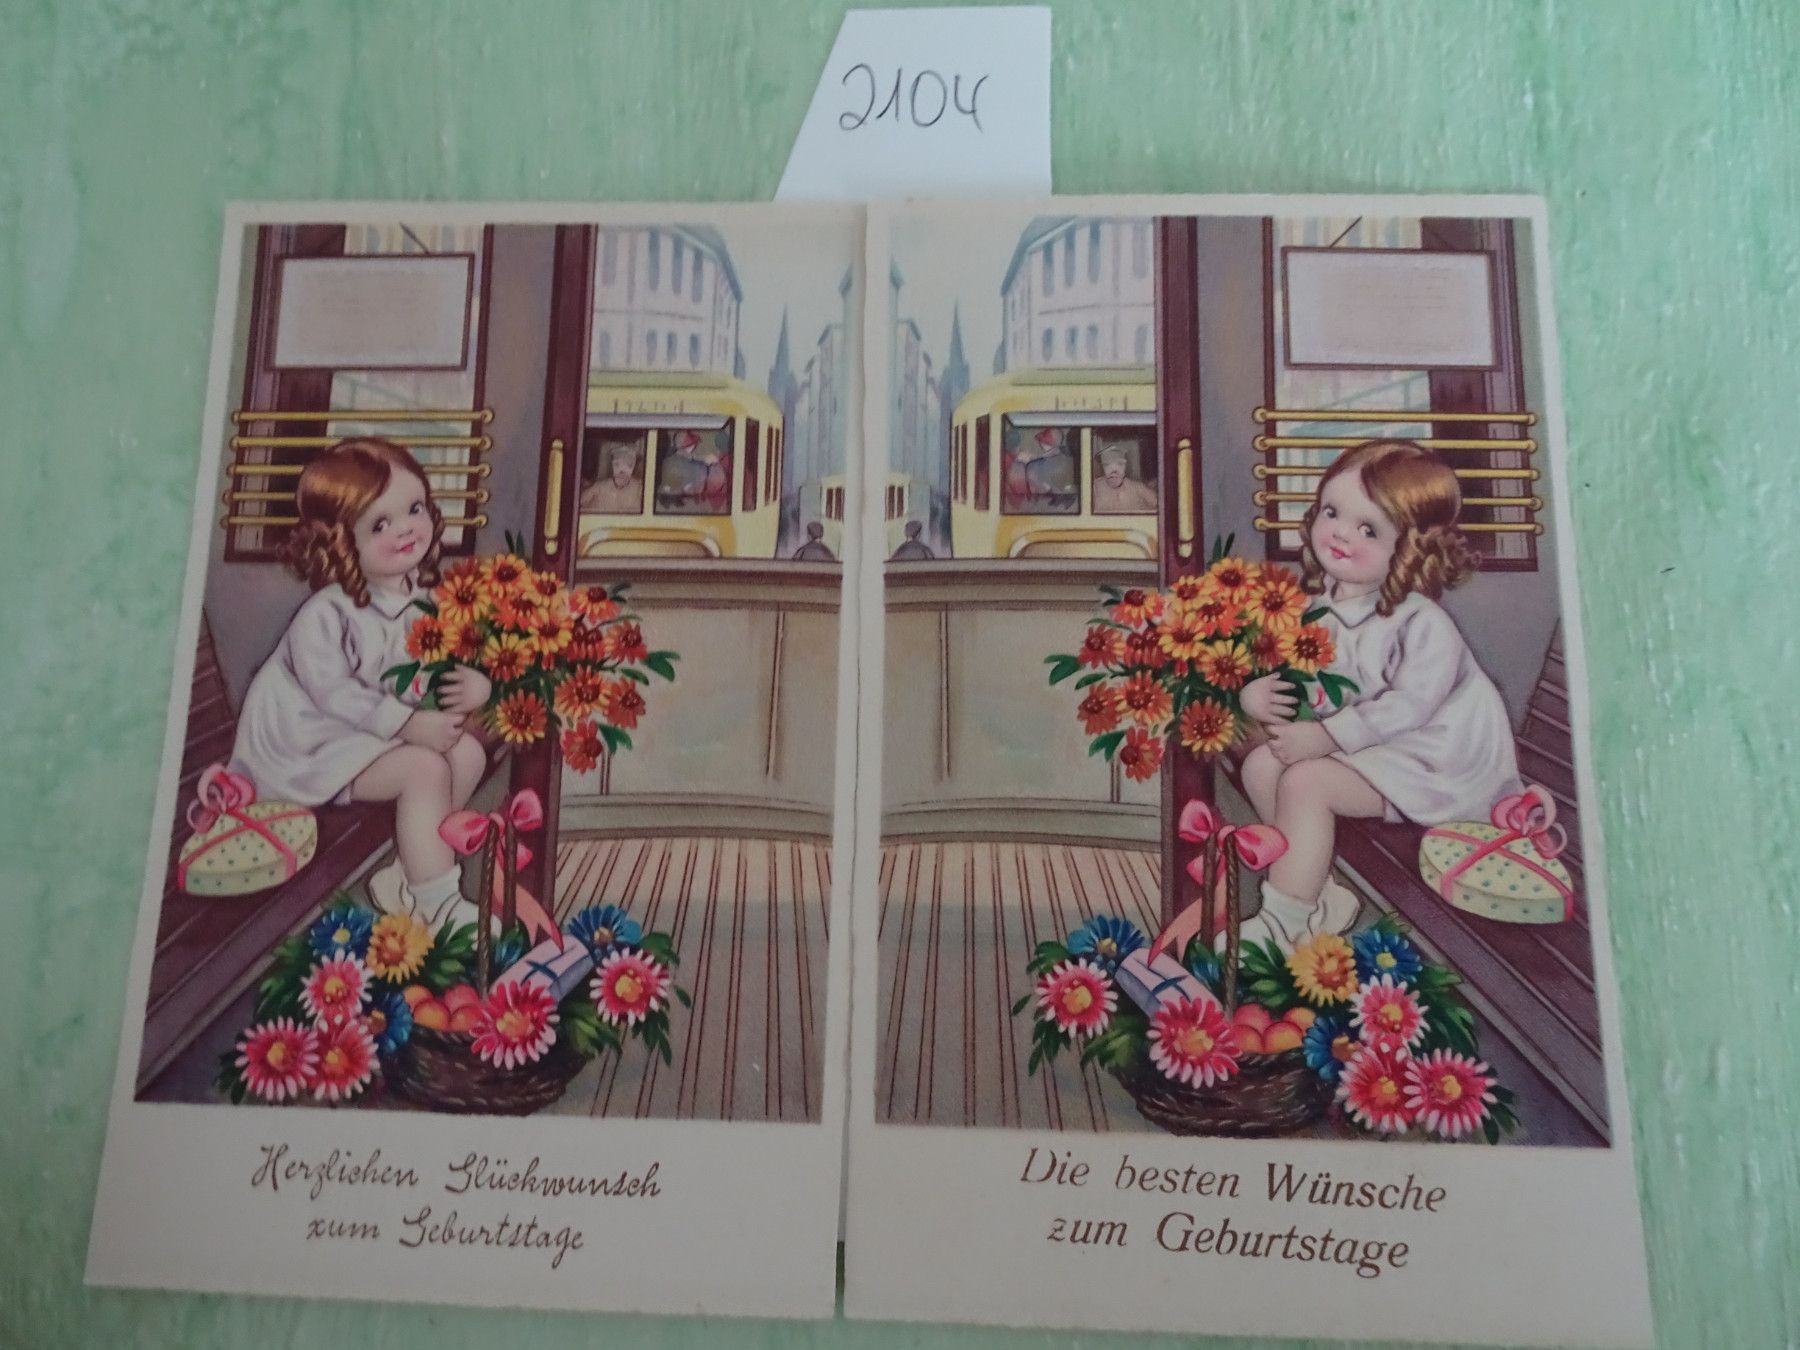 2104
Herzlichen Glückwunsch
zum Geburtstage
Die besten Wünsche
zum Geburtstage